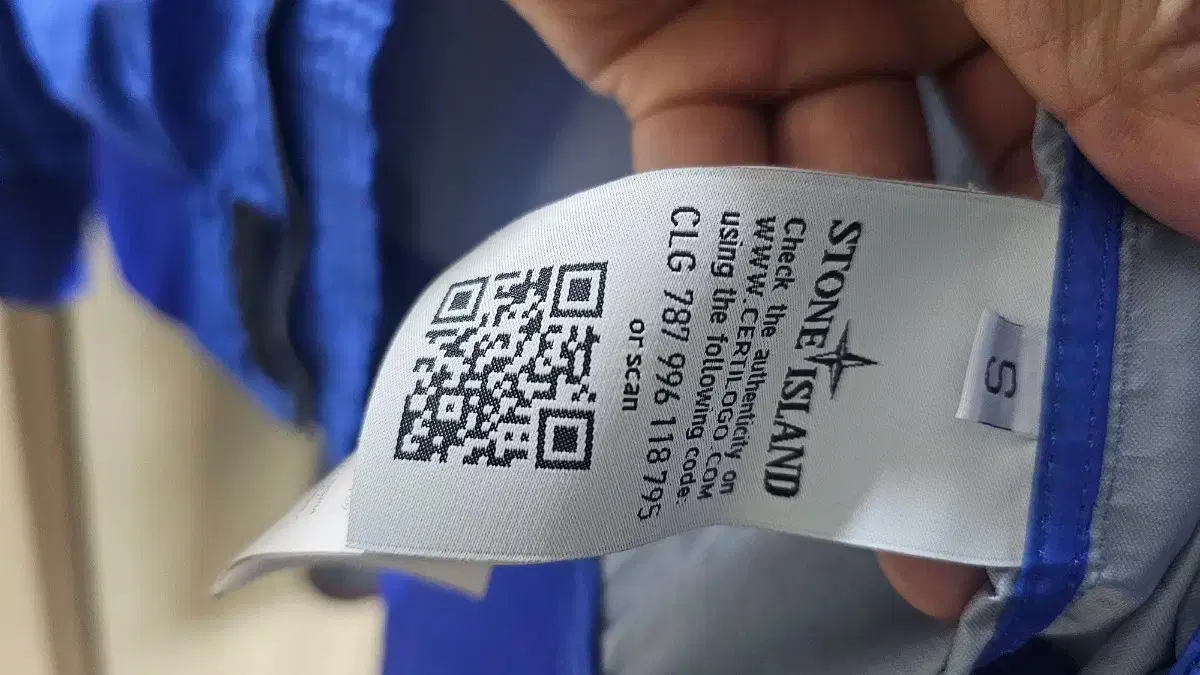 STONE ISLAND
Check the authenticity on
WWW.CERTILOGO.COM
using the following code:
CLG 787 996 118 795
or scan
S